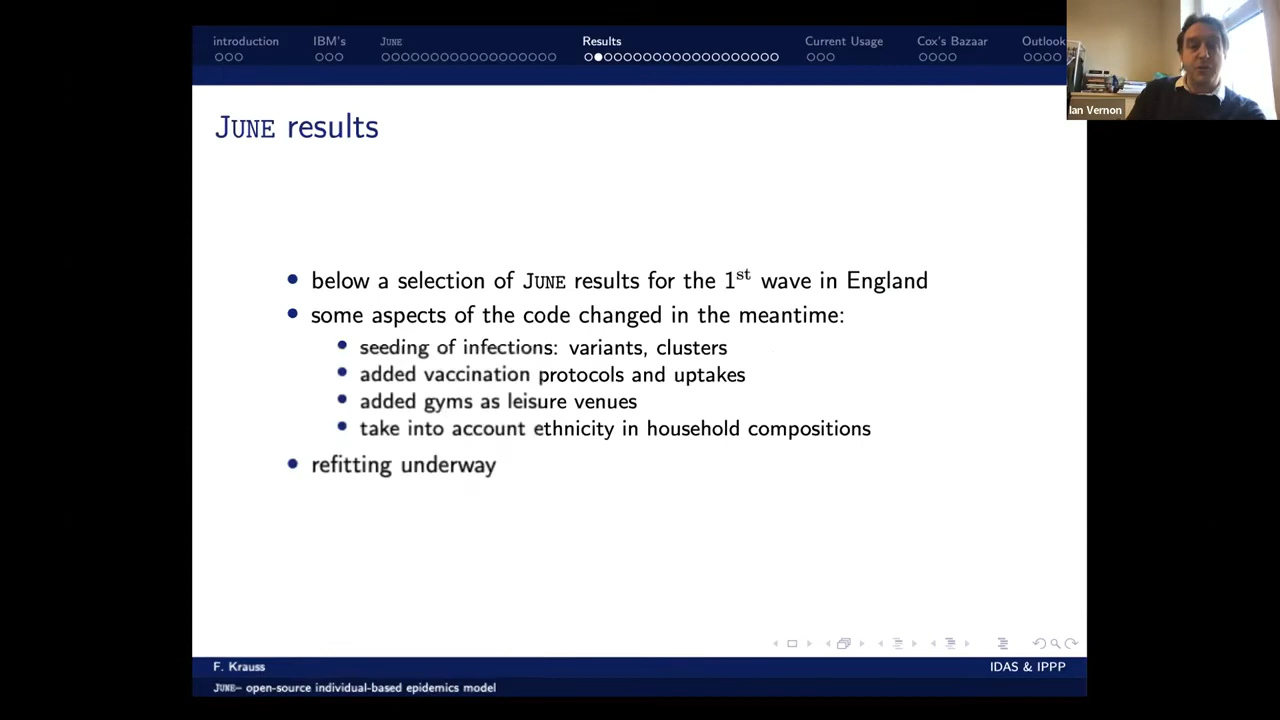 introduction IBM's June Results Current Usage Cox's Bazaar Outlook
Ian Vernon
June results
• below a selection of June results for the 1st wave in England
• some aspects of the code changed in the meantime:
• seeding of infections: variants, clusters
• added vaccination protocols and uptakes
• added gyms as leisure venues
• take into account ethnicity in household compositions
• refitting underway
F. Krauss IDAS & IPPP
June– open-source individual-based epidemics model